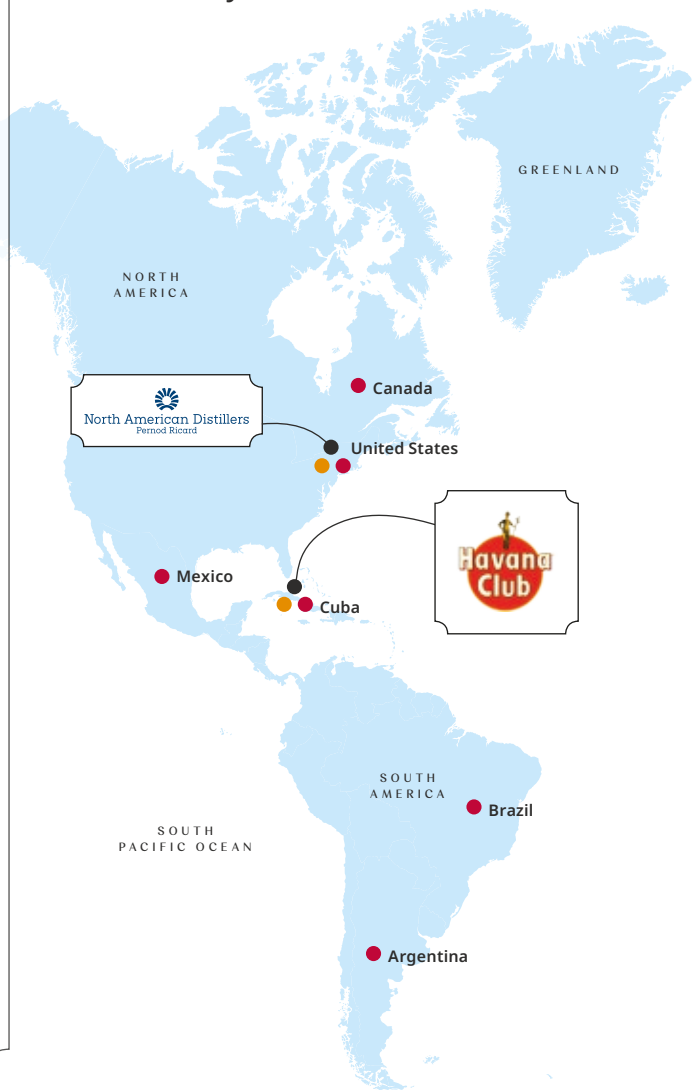 GREENLAND
NORTH
AMERICA
Canada
North American Distillers
Pernod Ricard
United States
Havana
Club
Mexico
Cuba
SOUTH
AMERICA
Brazil
SOUTH
PACIFIC OCEAN
Argentina